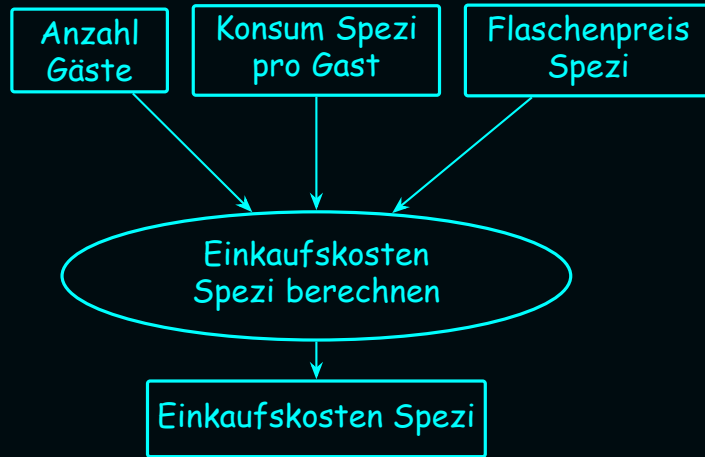 Anzahl
Gäste
Konsum Spezi
pro Gast
Flaschenpreis
Spezi
Einkaufskosten
Spezi berechnen
Einkaufskosten Spezi